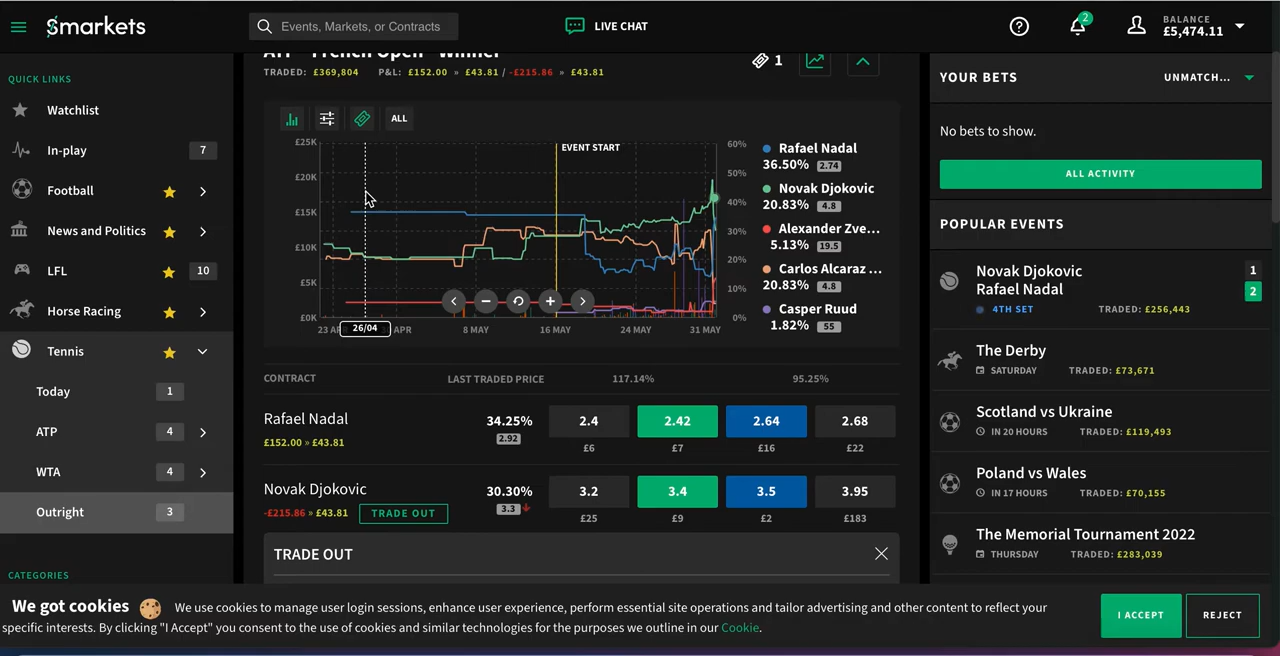 Smarkets
Events, Markets, or Contracts
LIVE CHAT
2
BALANCE
£5,474.11
QUICK LINKS
Watchlist
In-play 7
Football
News and Politics
LFL 10
Horse Racing
Tennis
Today 1
ATP 4
WTA 4
Outright 3
CATEGORIES
ATP - French Open - Winner
TRADED: £369,804 P&L: £152.00 » £43.81 / -£215.86 » £43.81
1
ALL
£25K
£20K
£15K
£10K
£5K
£0K
EVENT START
60%
50%
40%
30%
20%
10%
0%
26/04
APR 8 MAY 16 MAY 24 MAY 31 MAY
Rafael Nadal
36.50% 2.74
Novak Djokovic
20.83% 4.8
Alexander Zve...
5.13% 19.5
Carlos Alcaraz ...
20.83% 4.8
Casper Ruud
1.82% 55
CONTRACT LAST TRADED PRICE 117.14% 95.25%
Rafael Nadal
£152.00 » £43.81
34.25%
2.92
2.4 2.42 2.64 2.68
£6 £7 £16 £22
Novak Djokovic
-£215.86 » £43.81 TRADE OUT
30.30%
3.3
3.2 3.4 3.5 3.95
£25 £9 £2 £183
TRADE OUT
YOUR BETS UNMATCH...
No bets to show.
ALL ACTIVITY
POPULAR EVENTS
Novak Djokovic 1
Rafael Nadal 2
4TH SET TRADED: £256,443
The Derby
SATURDAY TRADED: £73,671
Scotland vs Ukraine
IN 20 HOURS TRADED: £119,493
Poland vs Wales
IN 17 HOURS TRADED: £70,155
The Memorial Tournament 2022
THURSDAY TRADED: £283,039
We got cookies We use cookies to manage user login sessions, enhance user experience, perform essential site operations and tailor advertising and other content to reflect your
specific interests. By clicking "I Accept" you consent to the use of cookies and similar technologies for the purposes we outline in our Cookie.
I ACCEPT REJECT